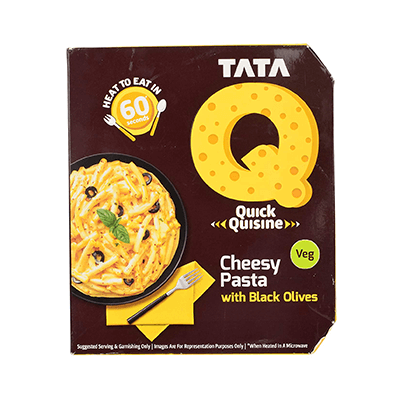 TATA
HEAT TO EAT IN
60
seconds
Q
Quick
Quisine
Veg
Cheesy
Pasta
with Black Olives
Suggested Serving & Garnishing Only | Images Are For Representation Purposes Only | *When Heated In A Microwave